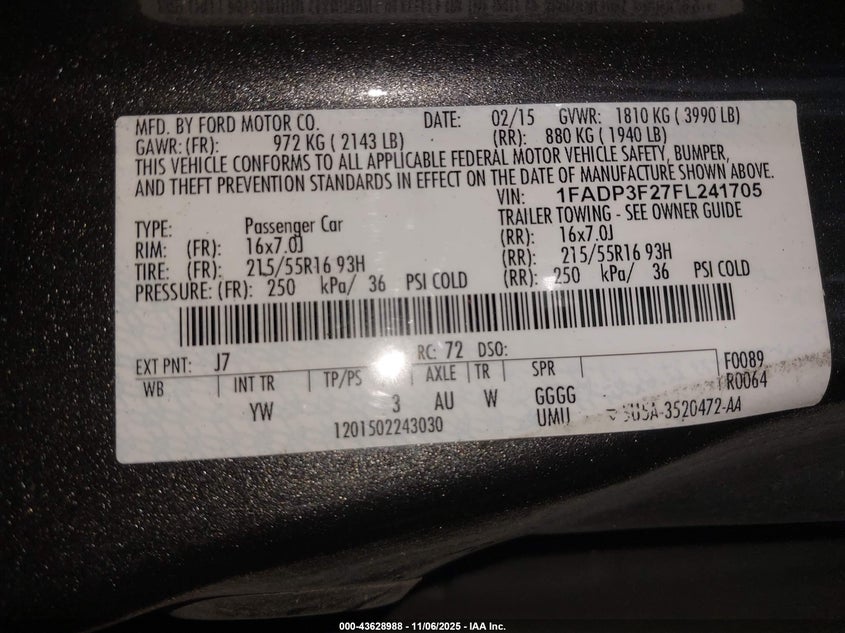 MFD. BY FORD MOTOR CO. DATE: 02/15 GVWR: 1810 KG ( 3990 LB)
GAWR: (FR): 972 KG ( 2143 LB) (RR): 880 KG ( 1940 LB)
THIS VEHICLE CONFORMS TO ALL APPLICABLE FEDERAL MOTOR VEHICLE SAFETY, BUMPER,
AND THEFT PREVENTION STANDARDS IN EFFECT ON THE DATE OF MANUFACTURE SHOWN ABOVE.
VIN: 1FADP3F27FL241705
TYPE: Passenger Car TRAILER TOWING - SEE OWNER GUIDE
RIM: (FR): 16x7.0J (RR): 16x7.0J
TIRE: (FR): 215/55R16 93H (RR): 215/55R16 93H
PRESSURE: (FR): 250 kPa/ 36 PSI COLD (RR): 250 kPa/ 36 PSI COLD
EXT PNT: J7 RC: 72 DSO:
WB INT TR TP/PS AXLE TR SPR F0089
YW 3 AU W GGGG R0064
1201502243030 UMII 5U5A-3520472-AA
000-43628988 - 11/06/2025 - IAA Inc.